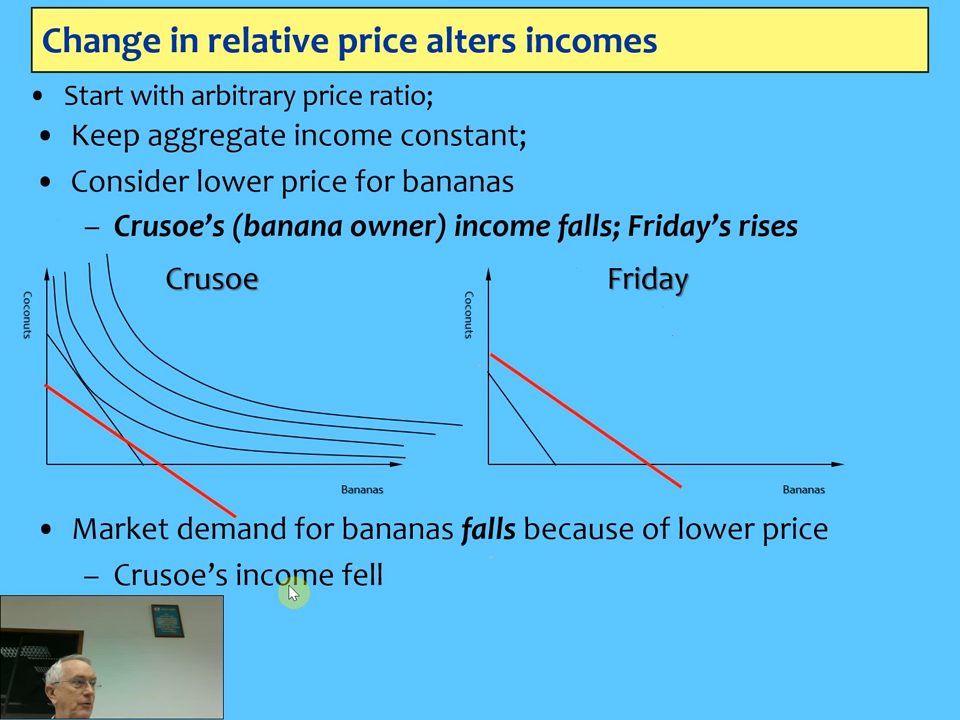 Change in relative price alters incomes
• Start with arbitrary price ratio;
• Keep aggregate income constant;
• Consider lower price for bananas
– Crusoe's (banana owner) income falls; Friday's rises
Crusoe
Friday
Coconuts
Coconuts
Bananas
Bananas
• Market demand for bananas falls because of lower price
– Crusoe's income fell